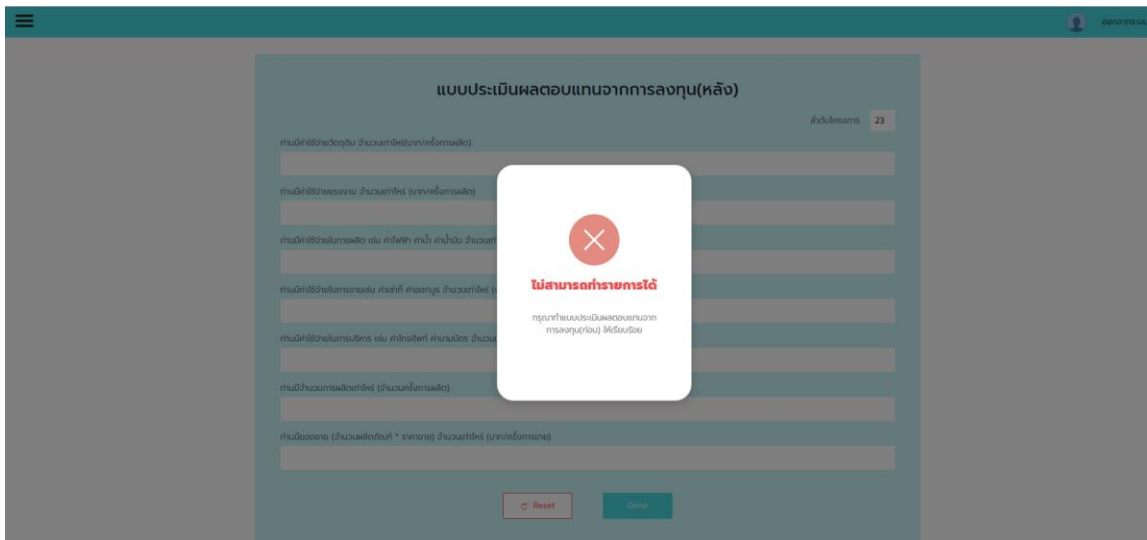 ออกจากระบบ
แบบประเมินผลตอบแทนจากการลงทุน(หลัง)
ลำดับโครงการ 23
ท่านมีค่าใช้จ่ายวัตถุดิบ จำนวนเท่าไหร่(บาท/ครั้งการผลิต)
ท่านมีค่าใช้จ่ายแรงงาน จำนวนเท่าไหร่ (บาท/ครั้งการผลิต)
ท่านมีค่าใช้จ่ายในการผลิต เช่น ค่าไฟฟ้า ค่าน้ำ ค่าน้ำมัน จำนวนเท่
ท่านมีค่าใช้จ่ายในการขายเช่น ค่าเช่าที่ ค่าออกบูธ จำนวนเท่าไหร่ (
ท่านมีค่าใช้จ่ายในการบริหาร เช่น ค่าโทรศัพท์ ค่านามบัตร จำนวน
ท่านมีจำนวนการผลิตเท่าไหร่ (จำนวนครั้งการผลิต)
ท่านมียอดขาย (จำนวนผลิตภัณฑ์ * ราคาขาย) จำนวนเท่าไหร่ (บาท/ครั้งการขาย)
ไม่สามารถทำรายการได้
กรุณาทำแบบประเมินผลตอบแทนจาก
การลงทุน(ก่อน) ให้เรียบร้อย
Reset Done